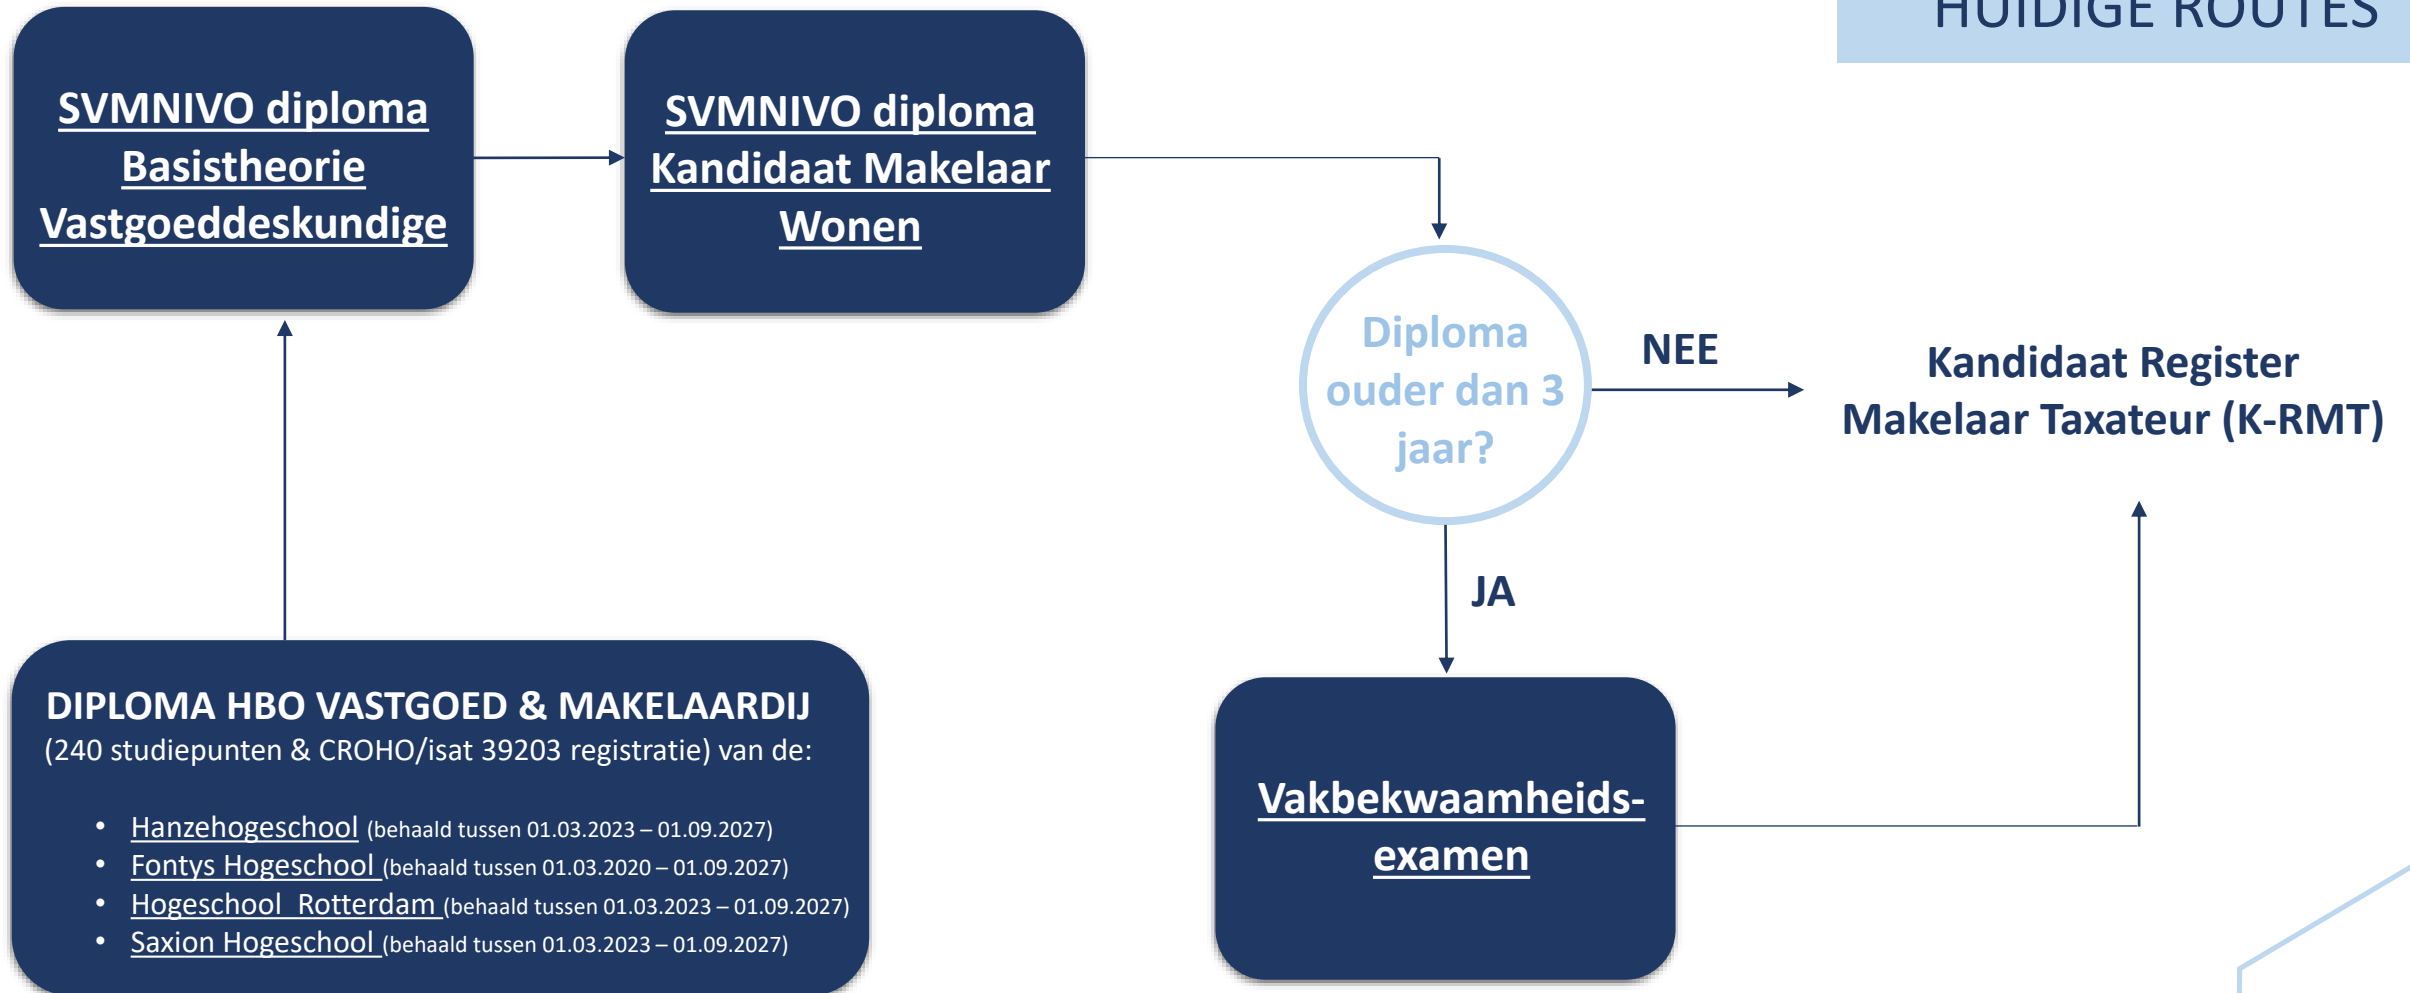 HUIDIGE ROUTES
SVMNIVO diploma
Basistheorie
Vastgoeddeskundige
SVMNIVO diploma
Kandidaat Makelaar
Wonen
Diploma
ouder dan 3
jaar?
NEE
Kandidaat Register
Makelaar Taxateur (K-RMT)
JA
DIPLOMA HBO VASTGOED & MAKELAARDIJ
(240 studiepunten & CROHO/isat 39203 registratie) van de:
• Hanzehogeschool (behaald tussen 01.03.2023 – 01.09.2027)
• Fontys Hogeschool (behaald tussen 01.03.2020 – 01.09.2027)
• Hogeschool Rotterdam (behaald tussen 01.03.2023 – 01.09.2027)
• Saxion Hogeschool (behaald tussen 01.03.2023 – 01.09.2027)
Vakbekwaamheids-
examen